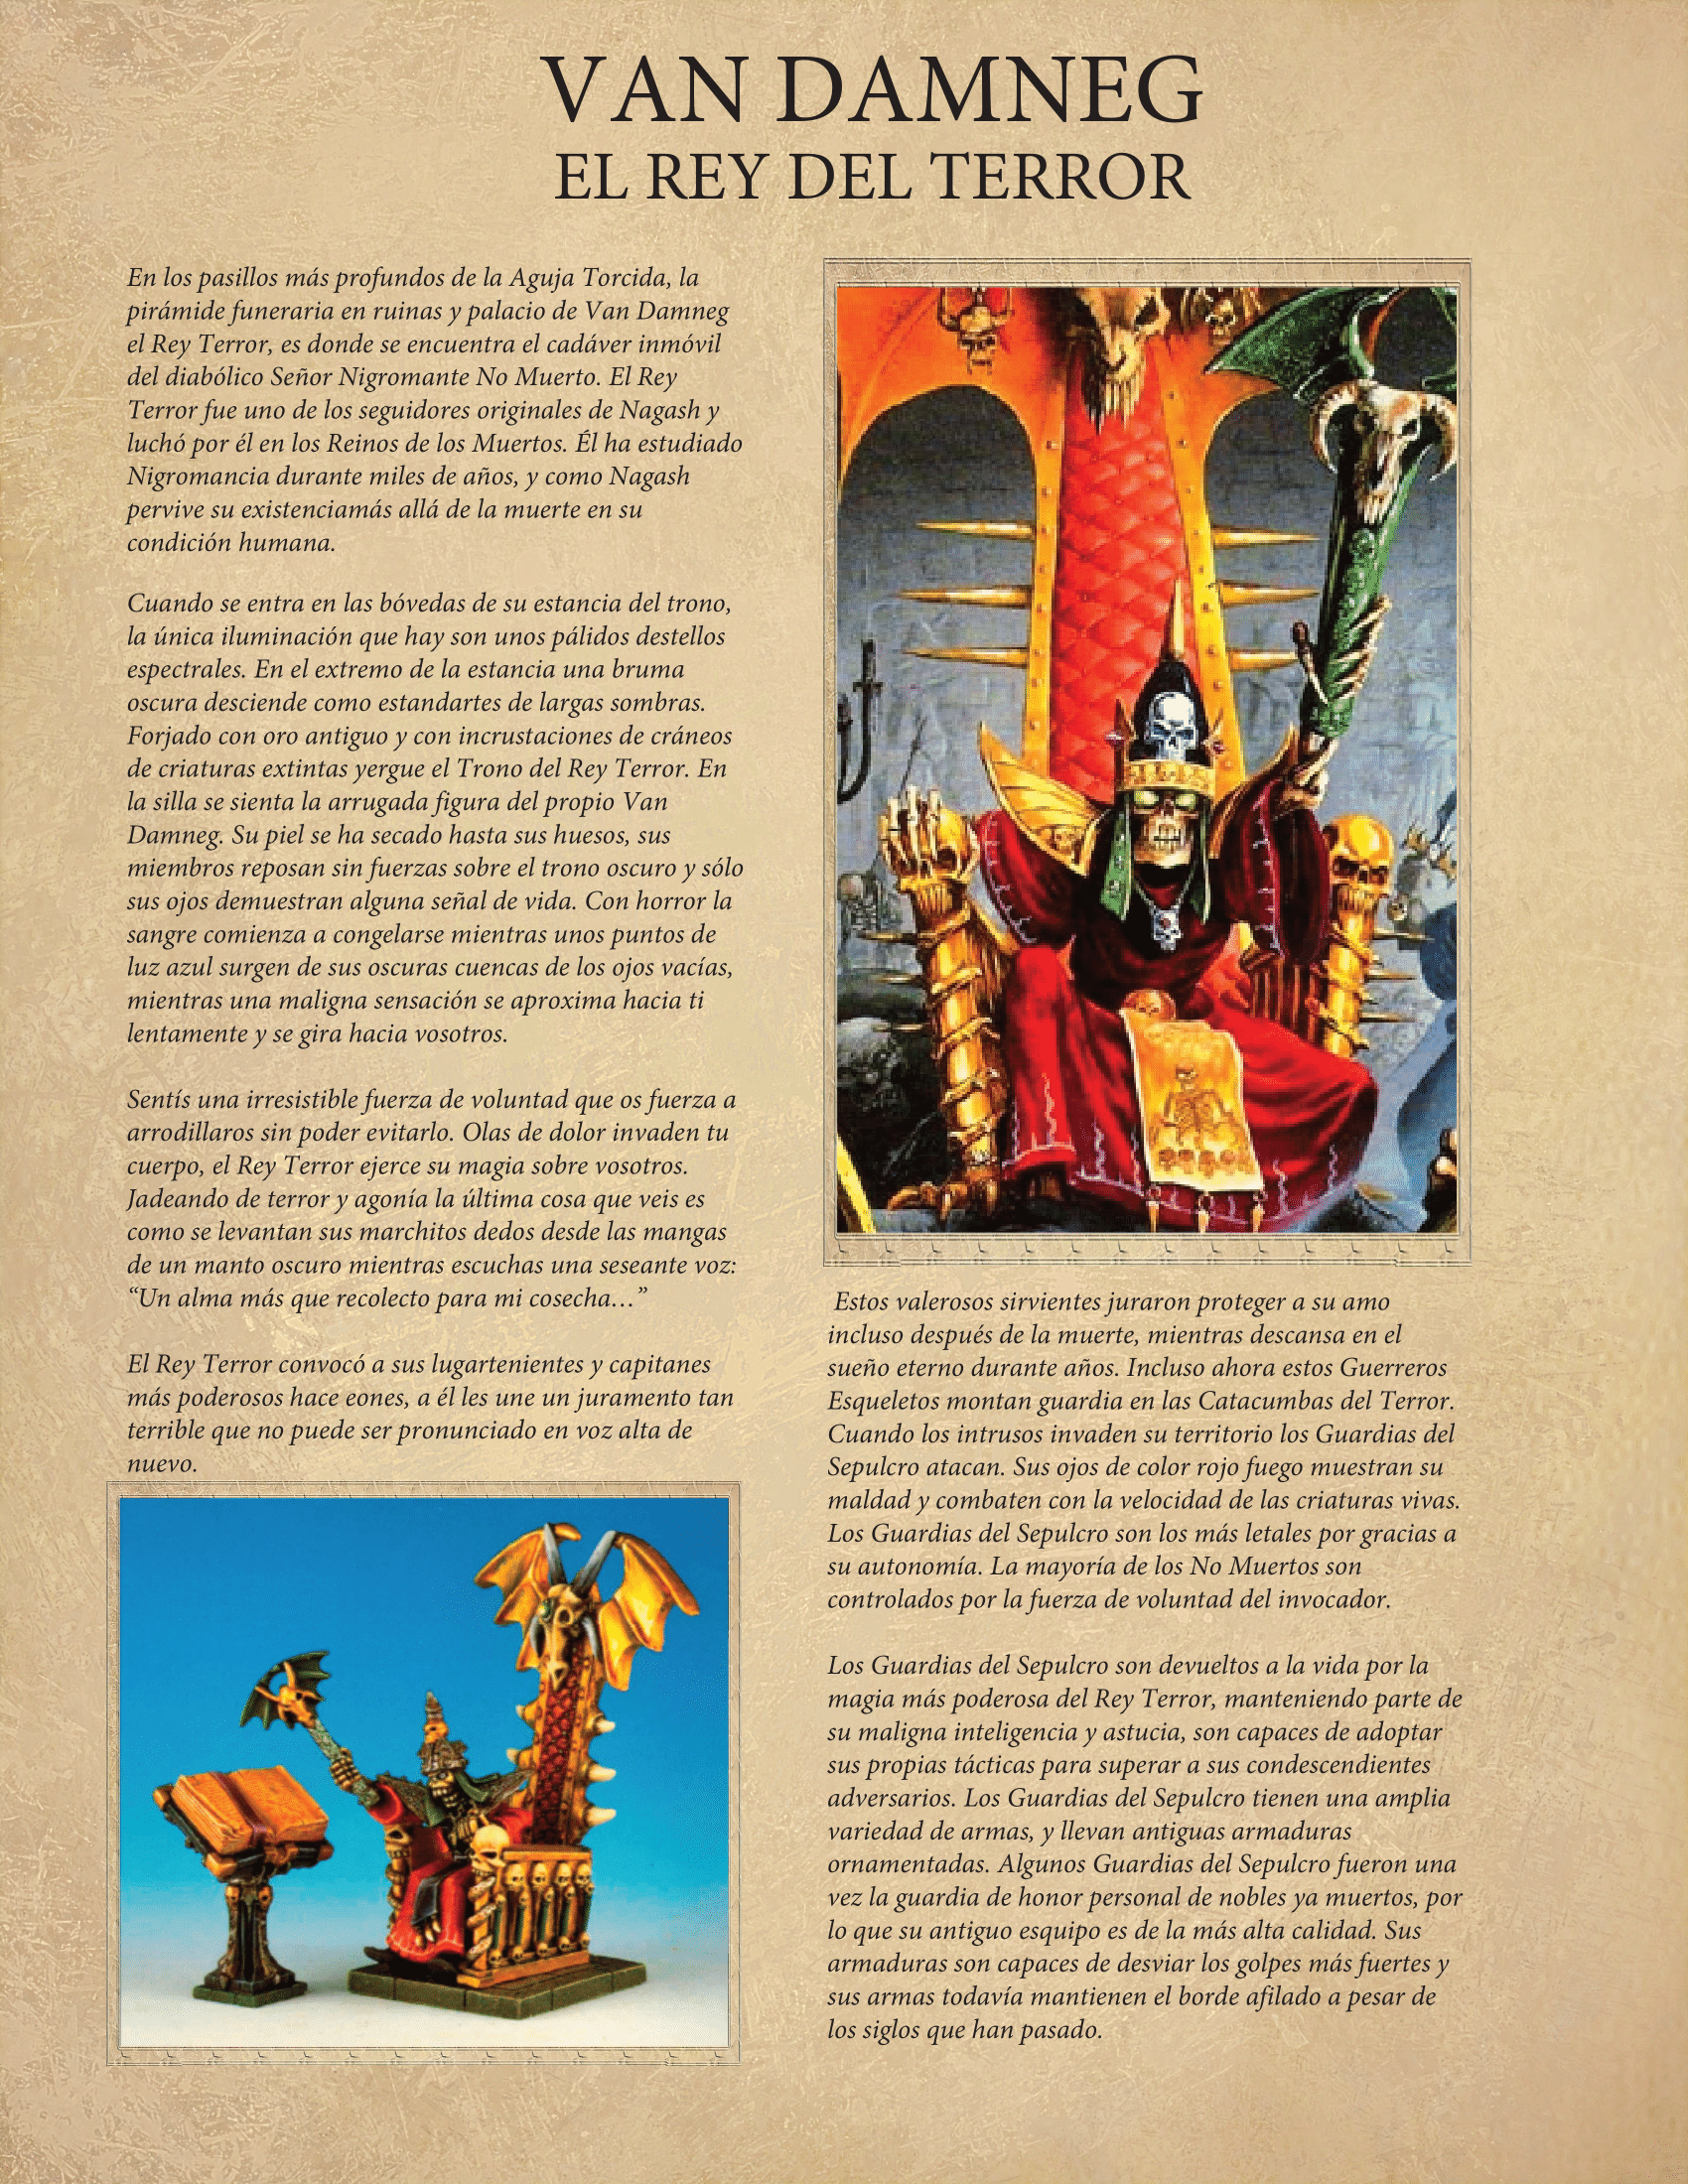 VAN DAMNEG
EL REY DEL TERROR
En los pasillos más profundos de la Aguja Torcida, la
pirámide funeraria en ruinas y palacio de Van Damneg
el Rey Terror, es donde se encuentra el cadáver inmóvil
del diabólico Señor Nigromante No Muerto. El Rey
Terror fue uno de los seguidores originales de Nagash y
luchó por él en los Reinos de los Muertos. Él ha estudiado
Nigromancia durante miles de años, y como Nagash
pervive su existenciamás allá de la muerte en su
condición humana.
Cuando se entra en las bóvedas de su estancia del trono,
la única iluminación que hay son unos pálidos destellos
espectrales. En el extremo de la estancia una bruma
oscura desciende como estandartes de largas sombras.
Forjado con oro antiguo y con incrustaciones de cráneos
de criaturas extintas yergue el Trono del Rey Terror. En
la silla se sienta la arrugada figura del propio Van
Damneg. Su piel se ha secado hasta sus huesos, sus
miembros reposan sin fuerzas sobre el trono oscuro y sólo
sus ojos demuestran alguna señal de vida. Con horror la
sangre comienza a congelarse mientras unos puntos de
luz azul surgen de sus oscuras cuencas de los ojos vacías,
mientras una maligna sensación se aproxima hacia ti
lentamente y se gira hacia vosotros.
Sentís una irresistible fuerza de voluntad que os fuerza a
arrodillaros sin poder evitarlo. Olas de dolor invaden tu
cuerpo, el Rey Terror ejerce su magia sobre vosotros.
Jadeando de terror y agonía la última cosa que veis es
como se levantan sus marchitos dedos desde las mangas
de un manto oscuro mientras escuchas una seseante voz:
“Un alma más que recolecto para mi cosecha…”
El Rey Terror convocó a sus lugartenientes y capitanes
más poderosos hace eones, a él les une un juramento tan
terrible que no puede ser pronunciado en voz alta de
nuevo.
Estos valerosos sirvientes juraron proteger a su amo
incluso después de la muerte, mientras descansa en el
sueño eterno durante años. Incluso ahora estos Guerreros
Esqueletos montan guardia en las Catacumbas del Terror.
Cuando los intrusos invaden su territorio los Guardias del
Sepulcro atacan. Sus ojos de color rojo fuego muestran su
maldad y combaten con la velocidad de las criaturas vivas.
Los Guardias del Sepulcro son los más letales por gracias a
su autonomía. La mayoría de los No Muertos son
controlados por la fuerza de voluntad del invocador.
Los Guardias del Sepulcro son devueltos a la vida por la
magia más poderosa del Rey Terror, manteniendo parte de
su maligna inteligencia y astucia, son capaces de adoptar
sus propias tácticas para superar a sus condescendientes
adversarios. Los Guardias del Sepulcro tienen una amplia
variedad de armas, y llevan antiguas armaduras
ornamentadas. Algunos Guardias del Sepulcro fueron una
vez la guardia de honor personal de nobles ya muertos, por
lo que su antiguo esquipo es de la más alta calidad. Sus
armaduras son capaces de desviar los golpes más fuertes y
sus armas todavía mantienen el borde afilado a pesar de
los siglos que han pasado.